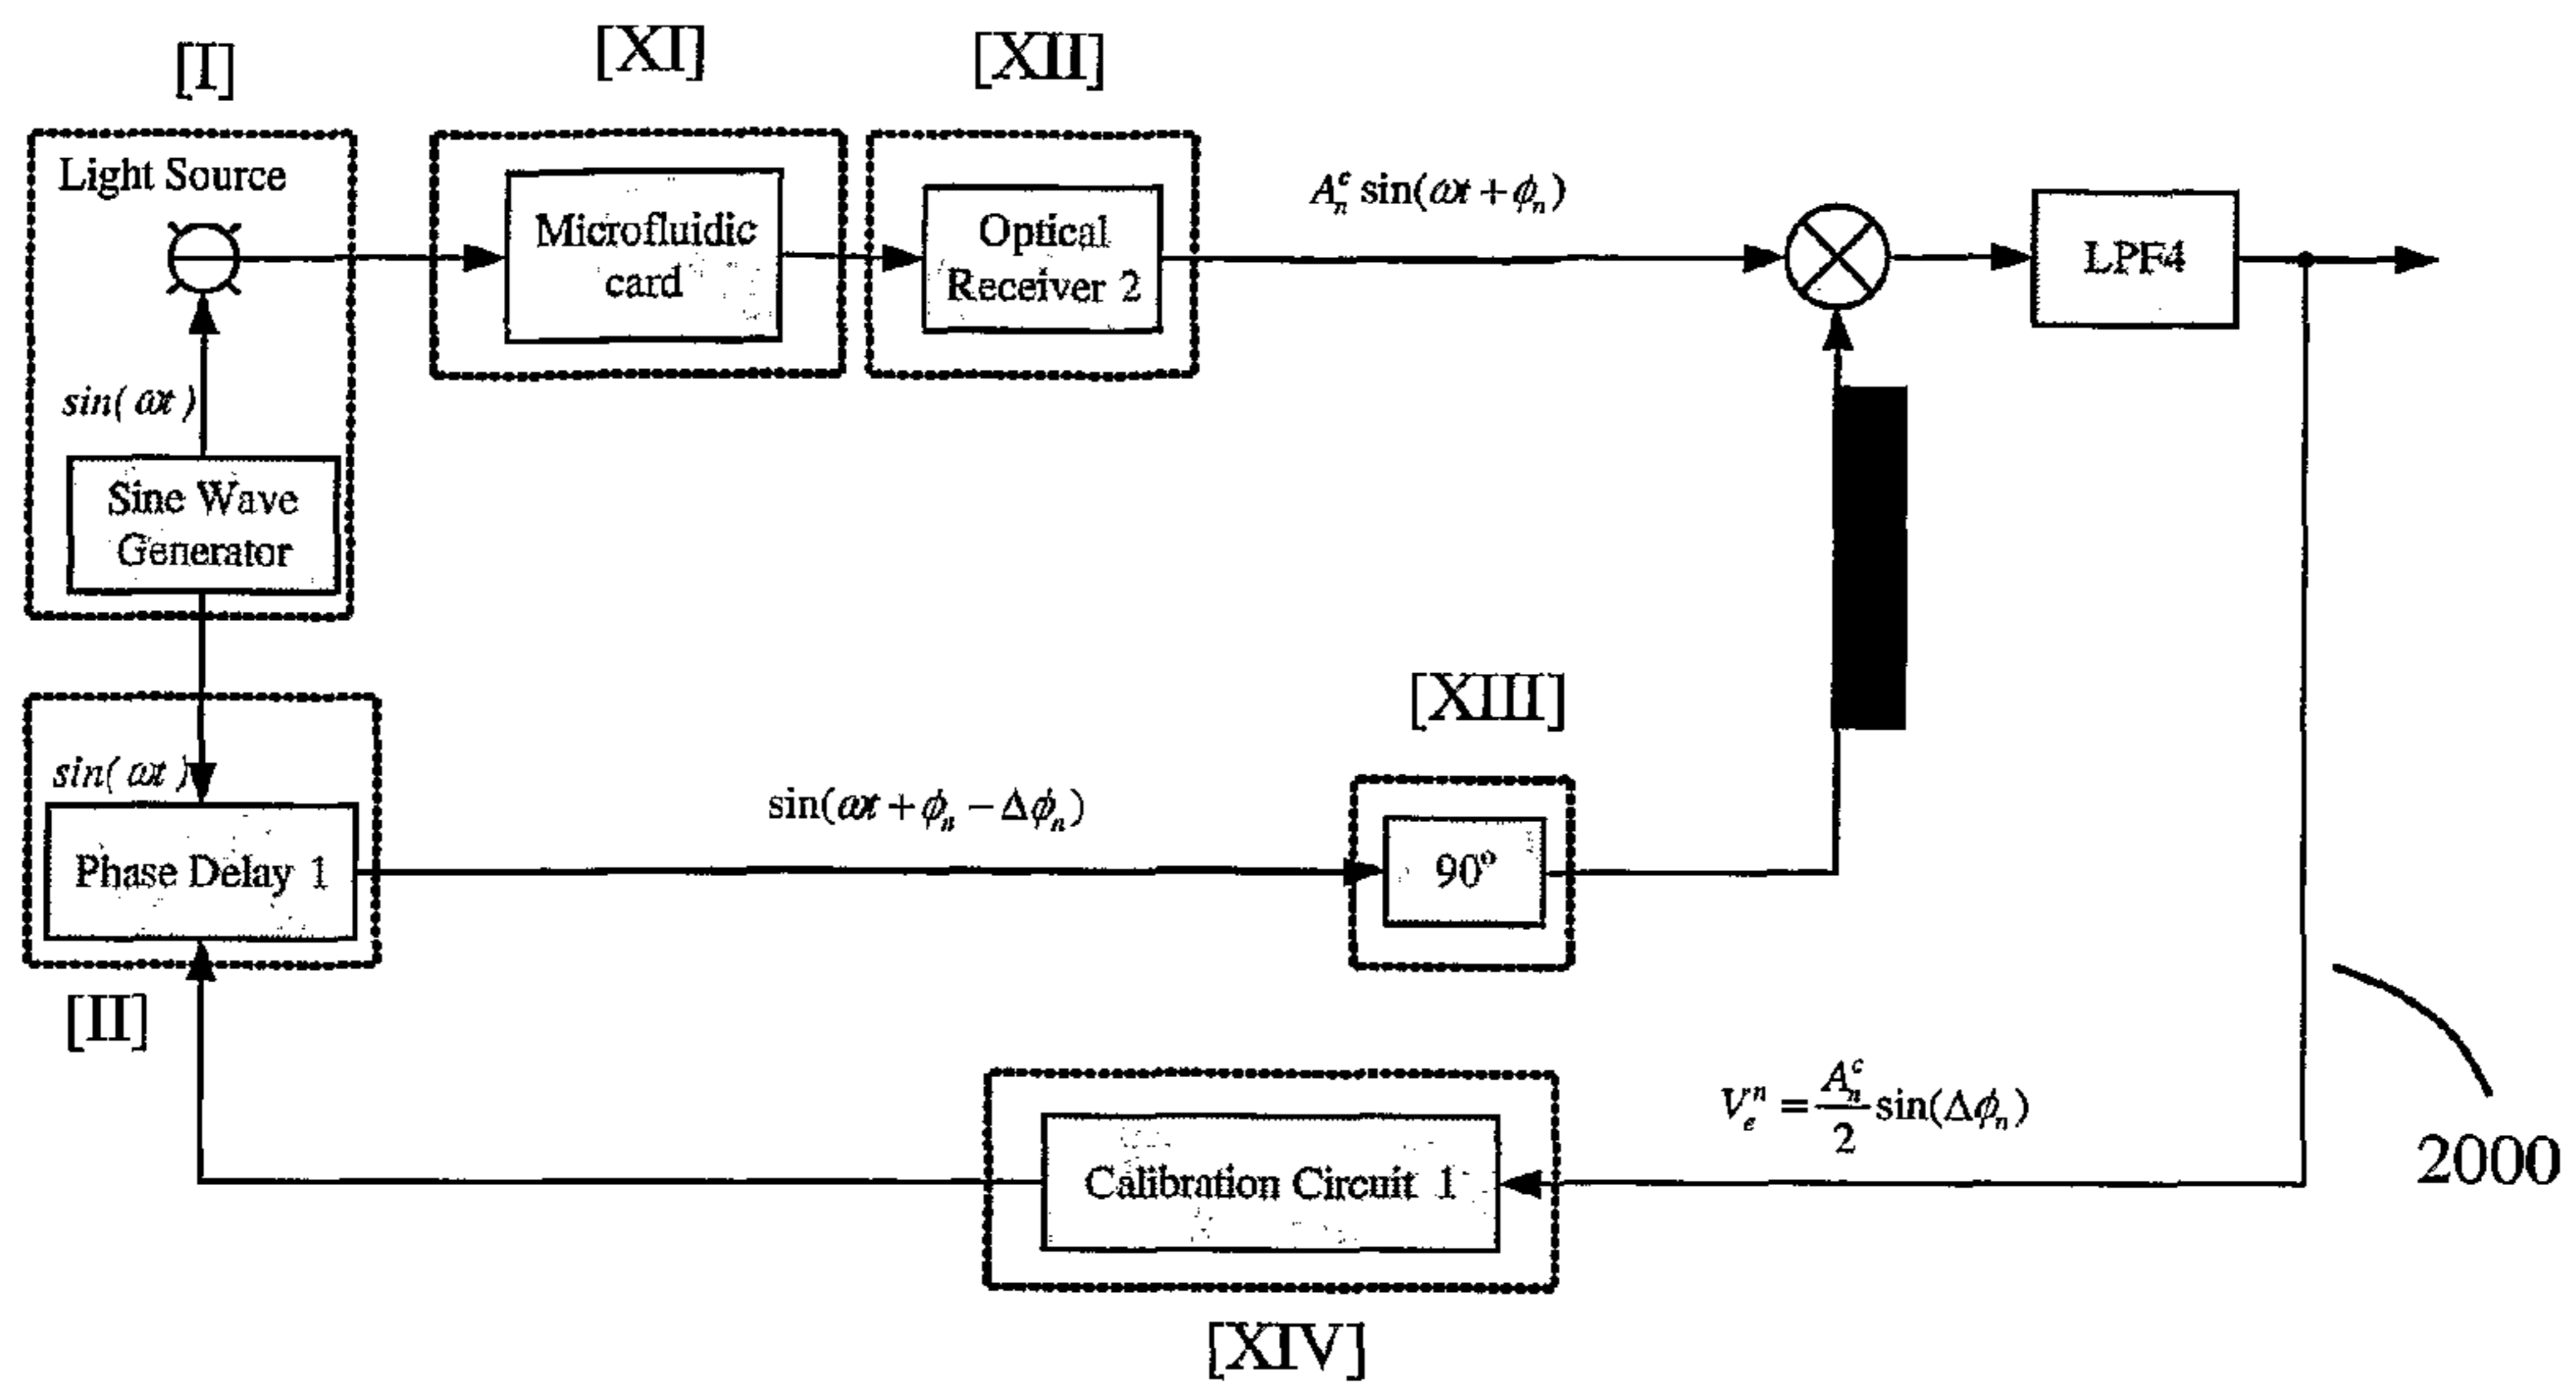 [I]
[XI]
[XII]
Light Source
Microfluidic
card
Optical
Receiver 2
A_n^c sin(ωt + ϕ_n)
LPF4
sin(ωt)
Sine Wave
Generator
[XIII]
sin(ωt)
sin(ωt + ϕ_n − Δϕ_n)
Phase Delay 1
90°
[II]
V_e^n = A_n^c/2 sin(Δϕ_n)
Calibration Circuit 1
2000
[XIV]